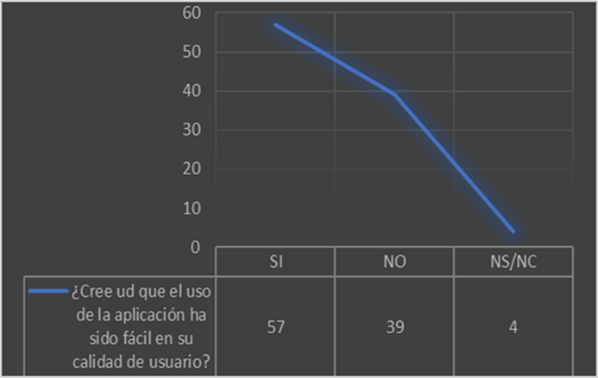 60
50
40
30
20
10
0
SI NO NS/NC
¿Cree ud que el uso
de la aplicación ha
sido fácil en su
calidad de usuario?
57 39 4